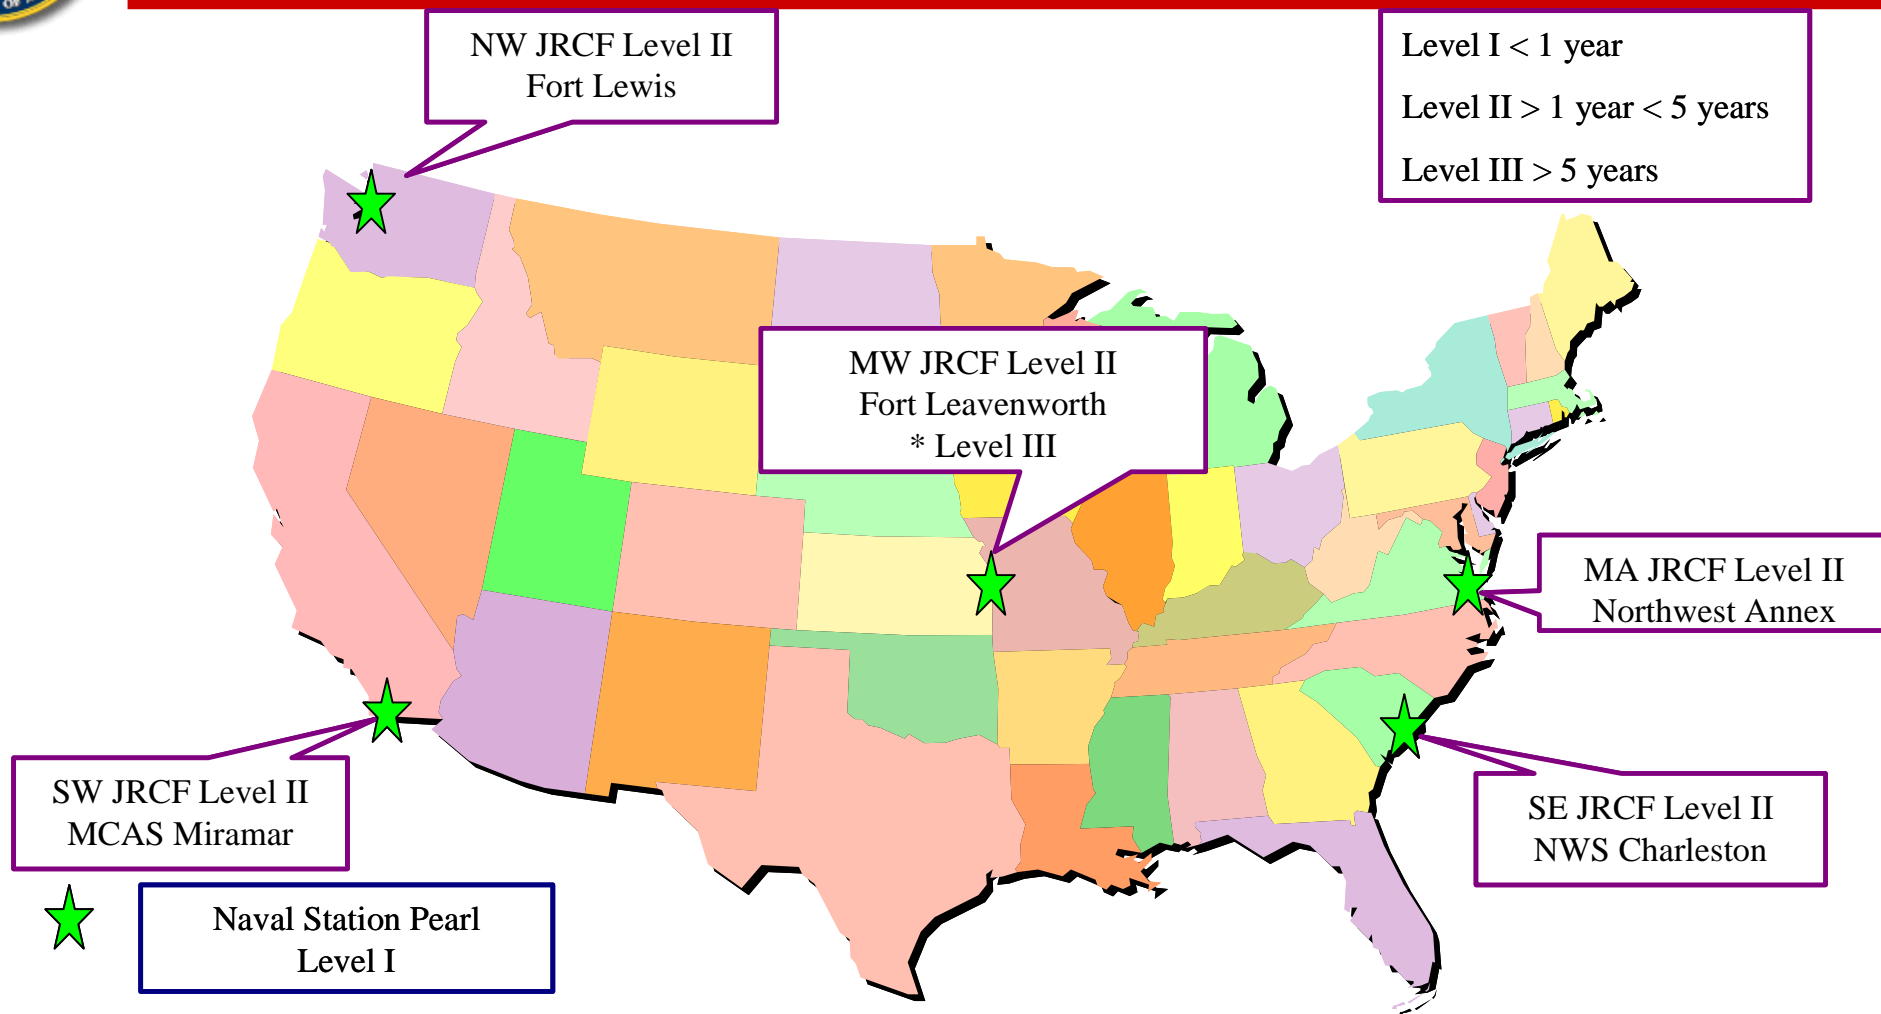 NW JRCF Level II
Fort Lewis
Level I < 1 year
Level II > 1 year < 5 years
Level III > 5 years
MW JRCF Level II
Fort Leavenworth
* Level III
MA JRCF Level II
Northwest Annex
SW JRCF Level II
MCAS Miramar
SE JRCF Level II
NWS Charleston
Naval Station Pearl
Level I